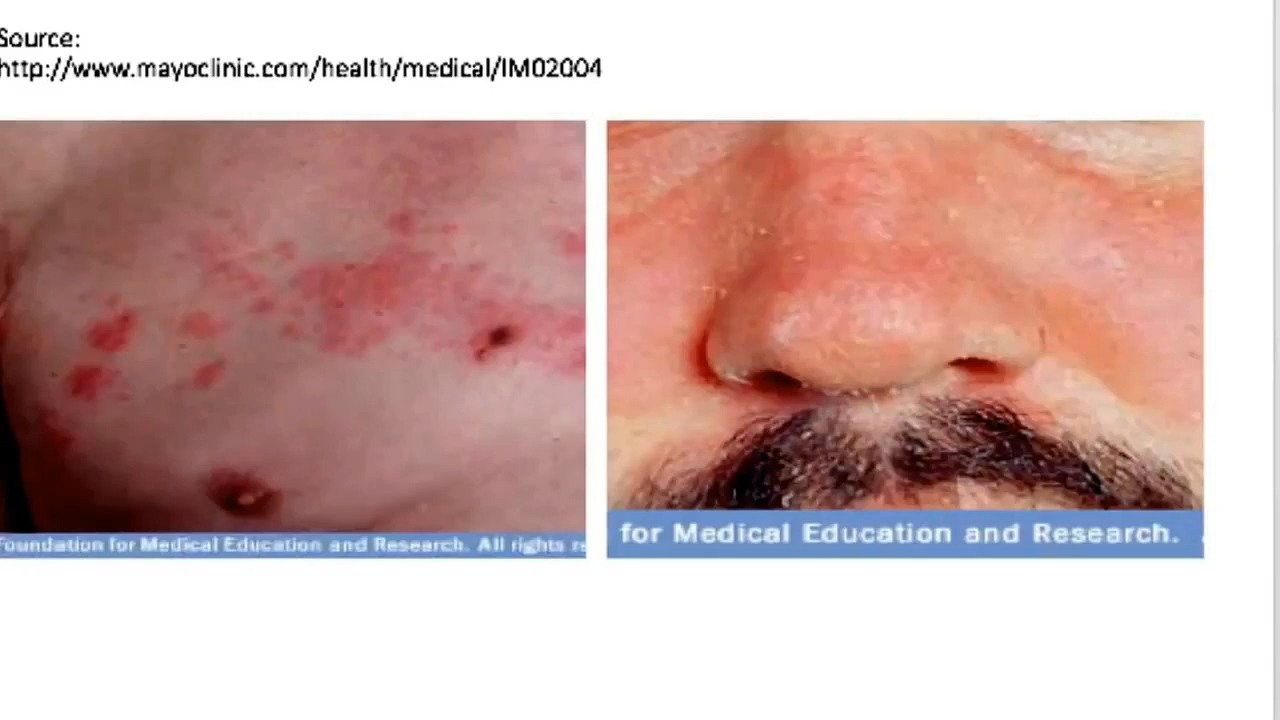 Source:
http://www.mayoclinic.com/health/medical/IM02004
Foundation for Medical Education and Research. All rights re
for Medical Education and Research.